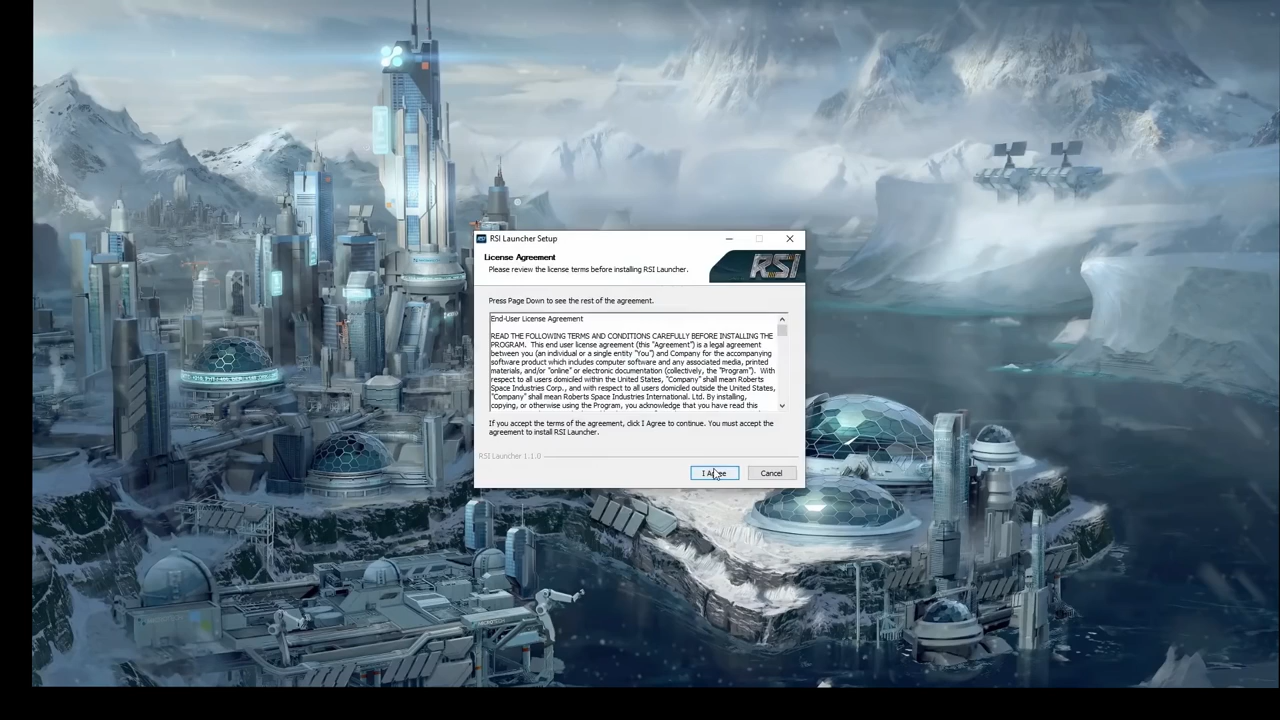 RSI Launcher Setup
License Agreement
Please review the license terms before installing RSI Launcher.
RSI
Press Page Down to see the rest of the agreement.
End-User License Agreement
READ THE FOLLOWING TERMS AND CONDITIONS CAREFULLY BEFORE INSTALLING THE
PROGRAM. This end user license agreement (this "Agreement") is a legal agreement
between you (an individual or a single entity "You") and Company for the accompanying
software product which includes computer software and any associated media, printed
materials, and/or "online" or electronic documentation (collectively, the "Program"). With
respect to all users domiciled within the United States, "Company" shall mean Roberts
Space Industries Corp., and with respect to all users domiciled outside the United States,
"Company" shall mean Roberts Space Industries International. Ltd. By installing,
copying, or otherwise using the Program, you acknowledge that you have read this
If you accept the terms of the agreement, click I Agree to continue. You must accept the
agreement to install RSI Launcher.
RSI Launcher 1.1.0
I Agree
Cancel